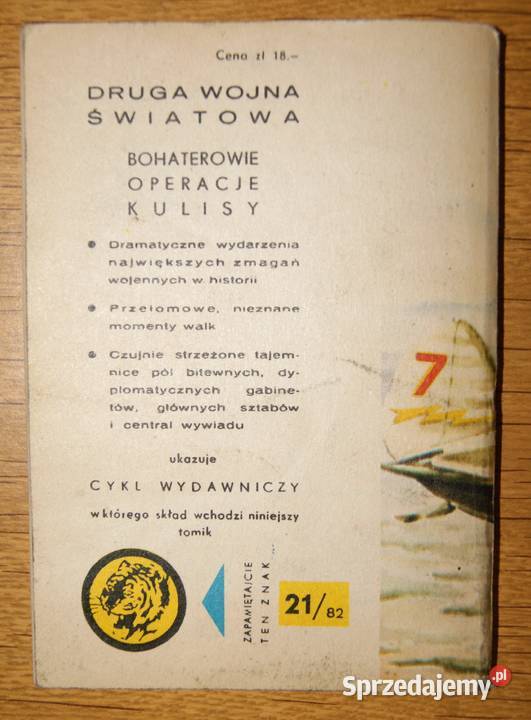 Cena zł 18.–
DRUGA WOJNA
ŚWIATOWA
BOHATEROWIE
OPERACJE
KULISY
● Dramatyczne wydarzenia
największych zmagań
wojennych w historii
● Przełomowe, nieznane
momenty walk
● Czujnie strzeżone tajem-
nice pól bitewnych, dy-
plomatycznych gabine-
tów, głównych sztabów
i central wywiadu
ukazuje
CYKL WYDAWNICZY
w którego skład wchodzi niniejszy
tomik
ZAPAMIĘTAJCIE
TEN ZNAK
21/82
7
Sprzedajemy.pl